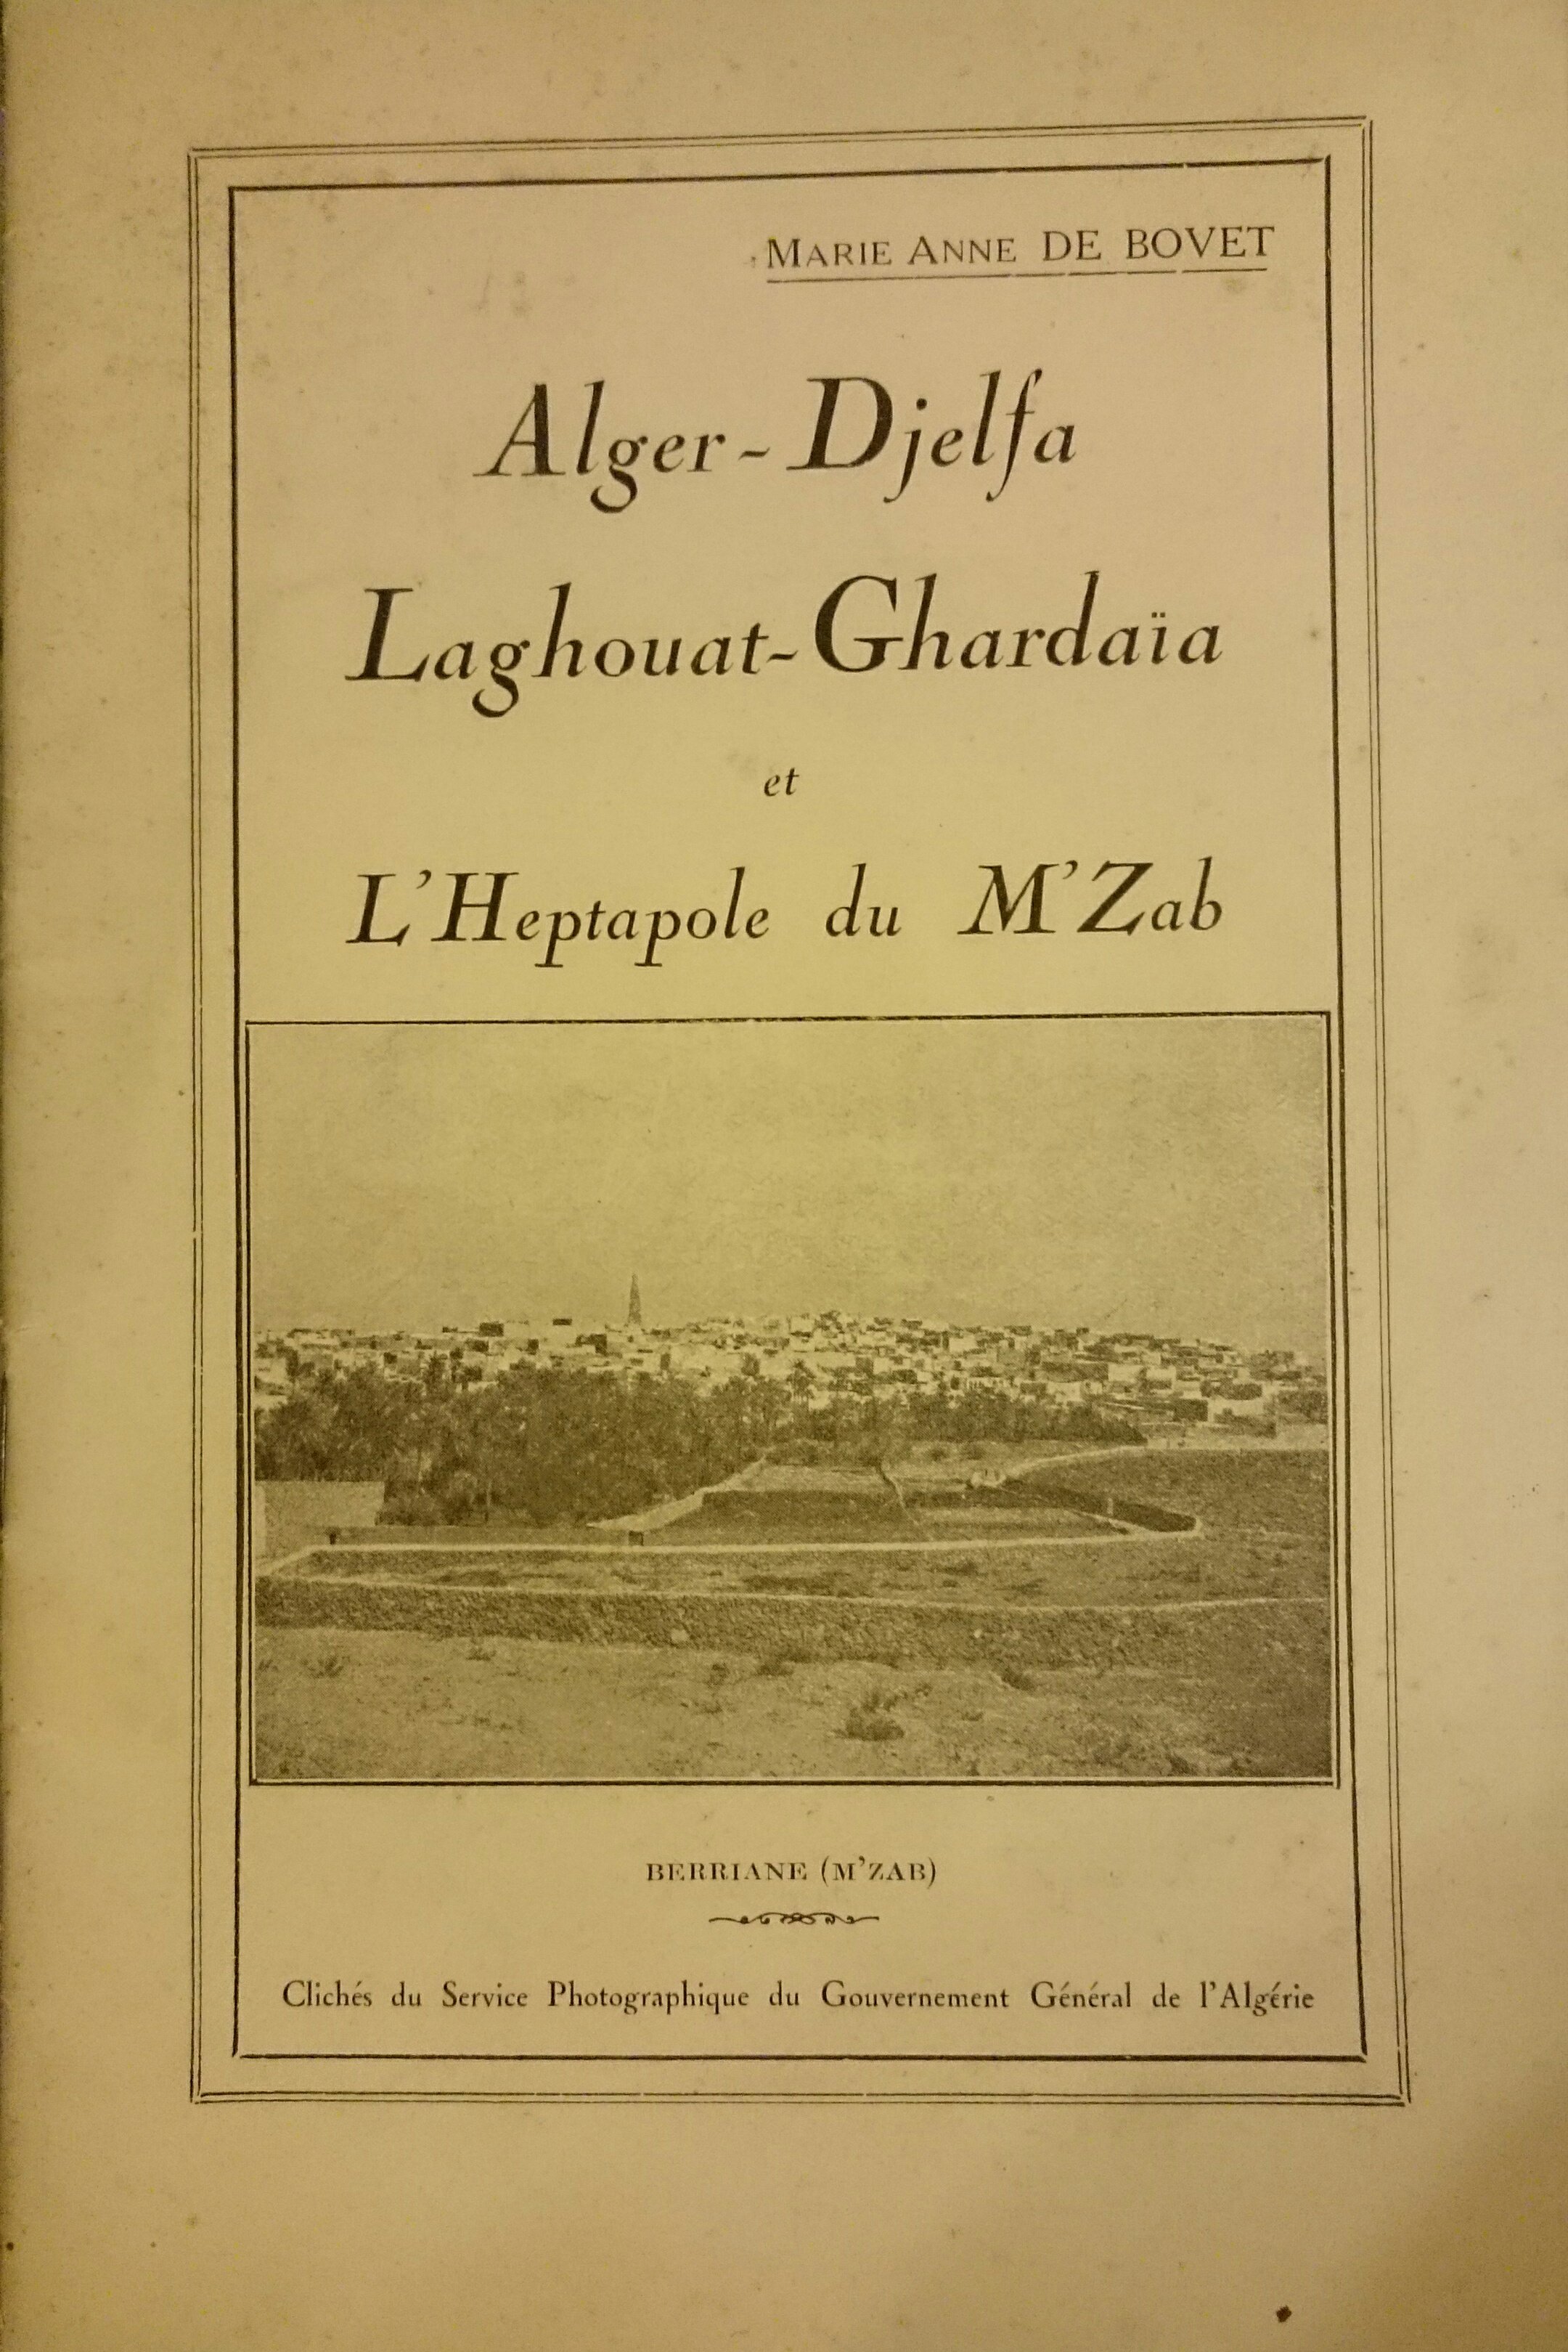 MARIE ANNE DE BOVET
Alger - Djelfa
Laghouat - Ghardaïa
et
L'Heptapole du M'Zab
BERRIANE (M'ZAB)
Clichés du Service Photographique du Gouvernement Général de l'Algérie